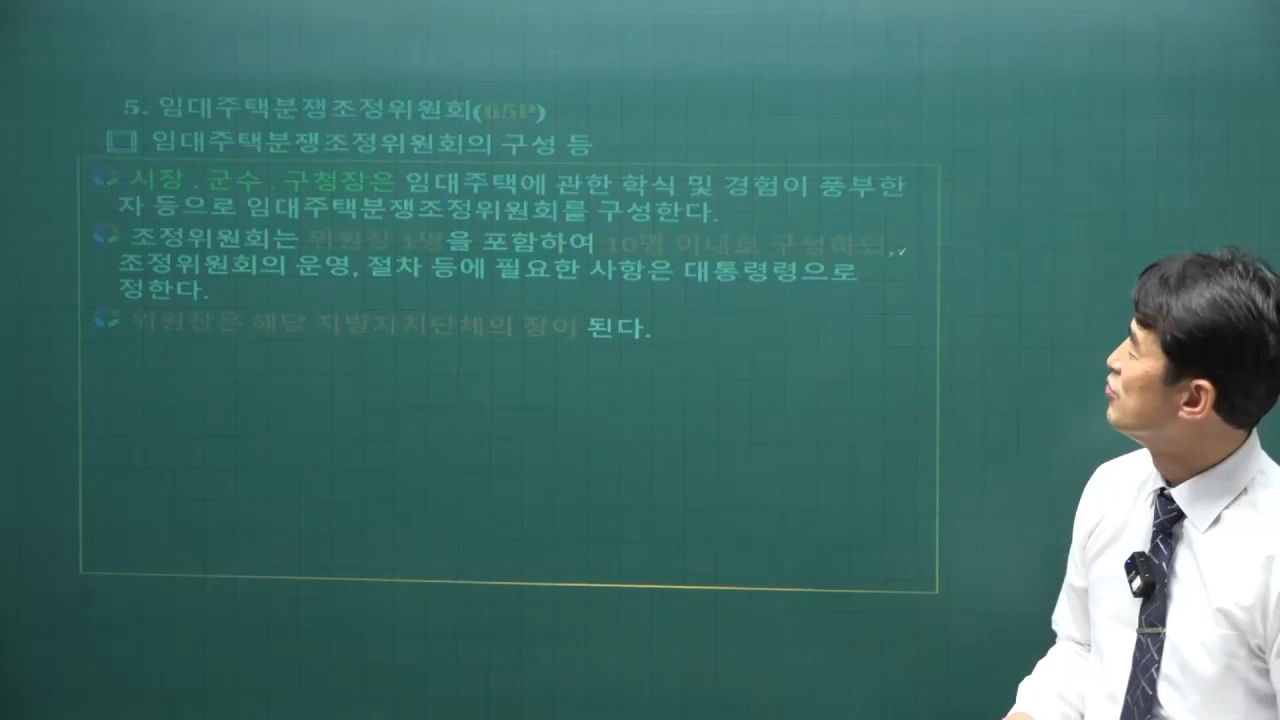 5. 임대주택분쟁조정위원회(65P)
임대주택분쟁조정위원회의 구성 등
시장 . 군수 . 구청장은 임대주택에 관한 학식 및 경험이 풍부한
자 등으로 임대주택분쟁조정위원회를 구성한다.
조정위원회는 위원장 1명을 포함하여 10명 이내로 구성하되,
조정위원회의 운영, 절차 등에 필요한 사항은 대통령령으로
정한다.
위원장은 해당 지방자치단체의 장이 된다.